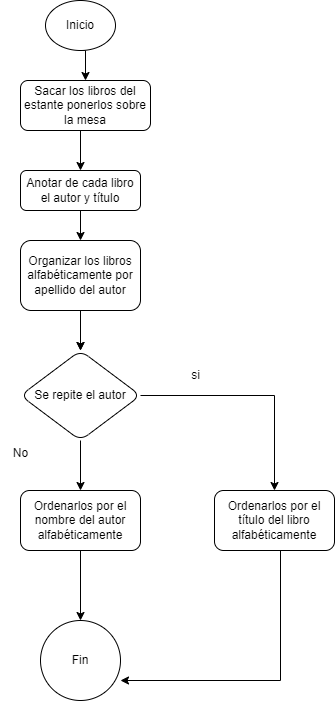 Inicio
Sacar los libros del
estante ponerlos sobre
la mesa
Anotar de cada libro
el autor y título
Organizar los libros
alfabéticamente por
apellido del autor
si
Se repite el autor
No
Ordenarlos por el
nombre del autor
alfabéticamente
Ordenarlos por el
título del libro
alfabéticamente
Fin